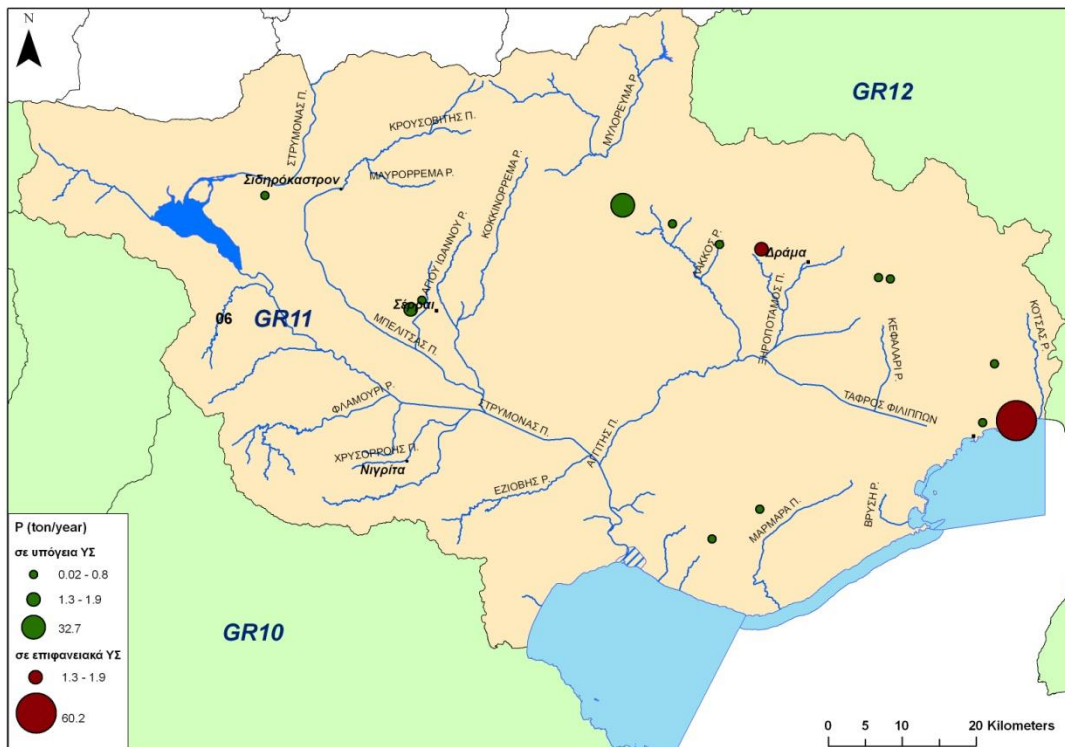 N
GR12
ΣΤΡΥΜΟΝΑΣ Π.
ΚΡΟΥΣΟΒΙΤΗΣ Π.
ΜΥΛΟΡΕΥΜΑ Ρ.
Σιδηρόκαστρον
ΜΑΥΡΟΡΡΕΜΑ Ρ.
ΚΟΚΚΙΝΟΡΡΕΜΑ Ρ.
ΑΓΙΟΥ ΙΩΑΝΝΟΥ Ρ.
ΛΑΚΚΟΣ Ρ.
Δράμα
Σέρραι
ΞΗΡΟΠΟΤΑΜΟΣ Π.
ΚΟΤΣΑΣ Ρ.
06
GR11
ΜΠΕΛΙΤΣΑΣ Π.
ΚΕΦΑΛΑΡΙ Ρ.
ΦΛΑΜΟΥΡΙ Ρ.
ΣΤΡΥΜΟΝΑΣ Π.
ΤΑΦΡΟΣ ΦΙΛΙΠΠΩΝ
ΑΓΓΙΤΗΣ Π.
ΧΡΥΣΟΡΡΟΗΣ Π.
Νιγρίτα
ΕΖΙΟΒΗΣ Ρ.
ΜΑΡΜΑΡΑ Π.
ΒΡΥΣΗ Ρ.
GR10
P (ton/year)
σε υπόγεια ΥΣ
0.02 - 0.8
1.3 - 1.9
32.7
σε επιφανειακά ΥΣ
1.3 - 1.9
60.2
0 5 10 20 Kilometers